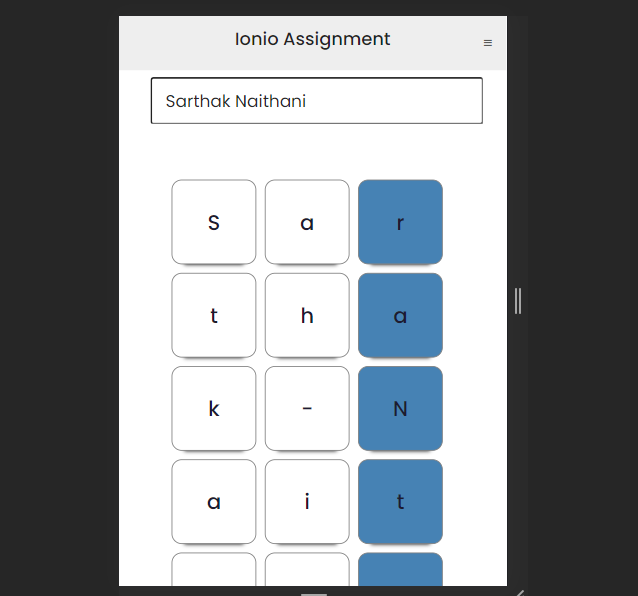 Ionio Assignment
Sarthak Naithani
S a r
t h a
k - N
a i t